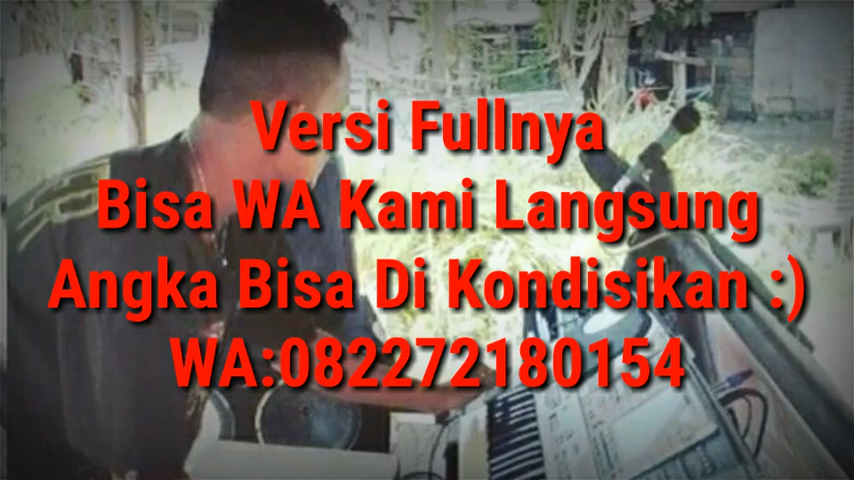 Versi Fullnya
Bisa WA Kami Langsung
Angka Bisa Di Kondisikan :)
WA:082272180154